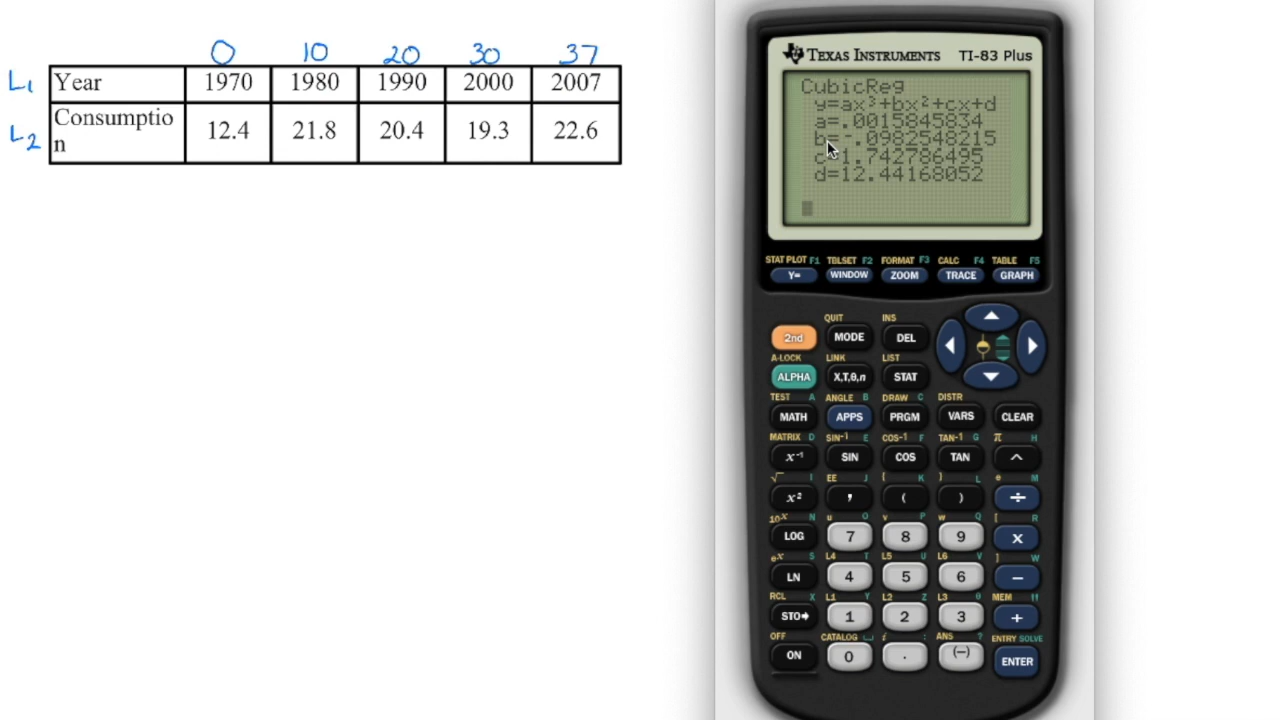 0 10 20 30 37
L₁ Year 1970 1980 1990 2000 2007
L₂ Consumptio
n 12.4 21.8 20.4 19.3 22.6
TEXAS INSTRUMENTS TI-83 Plus
CubicReg
y=ax³+bx²+cx+d
a=.0015845834
b=-.0982548215
c=1.742786495
d=12.44168052
STAT PLOT F1 TBLSET F2 FORMAT F3 CALC F4 TABLE F5
Y= WINDOW ZOOM TRACE GRAPH
QUIT INS
2nd MODE DEL
A-LOCK LINK LIST
ALPHA X,T,θ,n STAT
TEST A ANGLE B DRAW C DISTR
MATH APPS PRGM VARS CLEAR
MATRIX D SIN⁻¹ E COS⁻¹ F TAN⁻¹ G π H
x⁻¹ SIN COS TAN ^
√ I EE J { K } L e M
x² , ( ) ÷
10ˣ N u O v P w Q [ R
LOG 7 8 9 x
eˣ S L4 T L5 U L6 V ] W
LN 4 5 6 −
RCL X L1 Y L2 Z L3 θ MEM "
STO➔ 1 2 3 +
OFF CATALOG ⎵ i : ANS ? ENTRY SOLVE
ON 0 . (−) ENTER